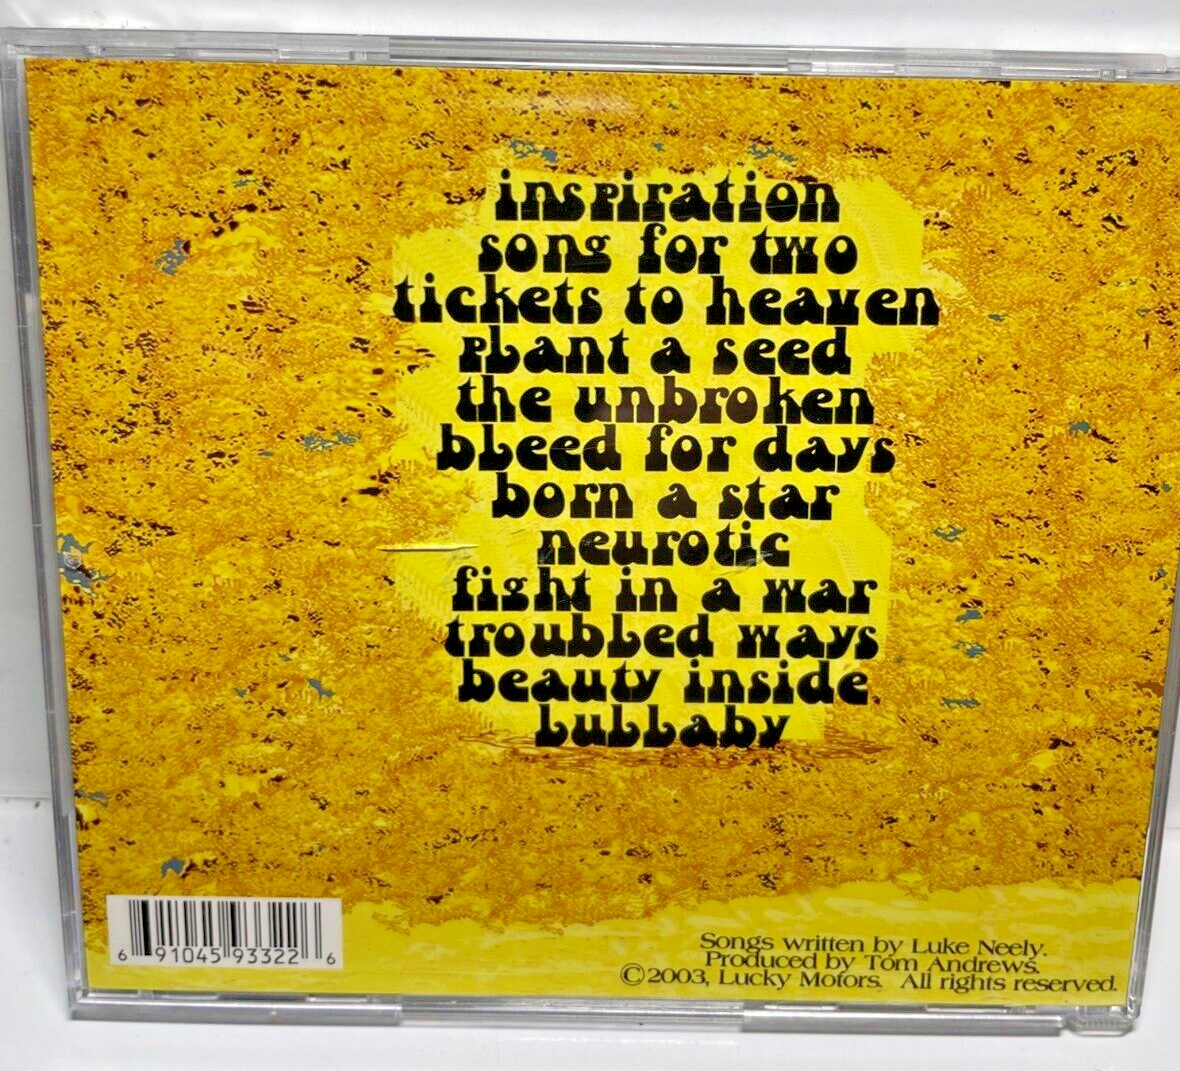 inspiration
song for two
tickets to heaven
plant a seed
the unbroken
bleed for days
born a star
neurotic
fight in a war
troubled ways
beauty inside
lullaby
6 91045 93322 6
Songs written by Luke Neely.
Produced by Tom Andrews.
©2003, Lucky Motors. All rights reserved.